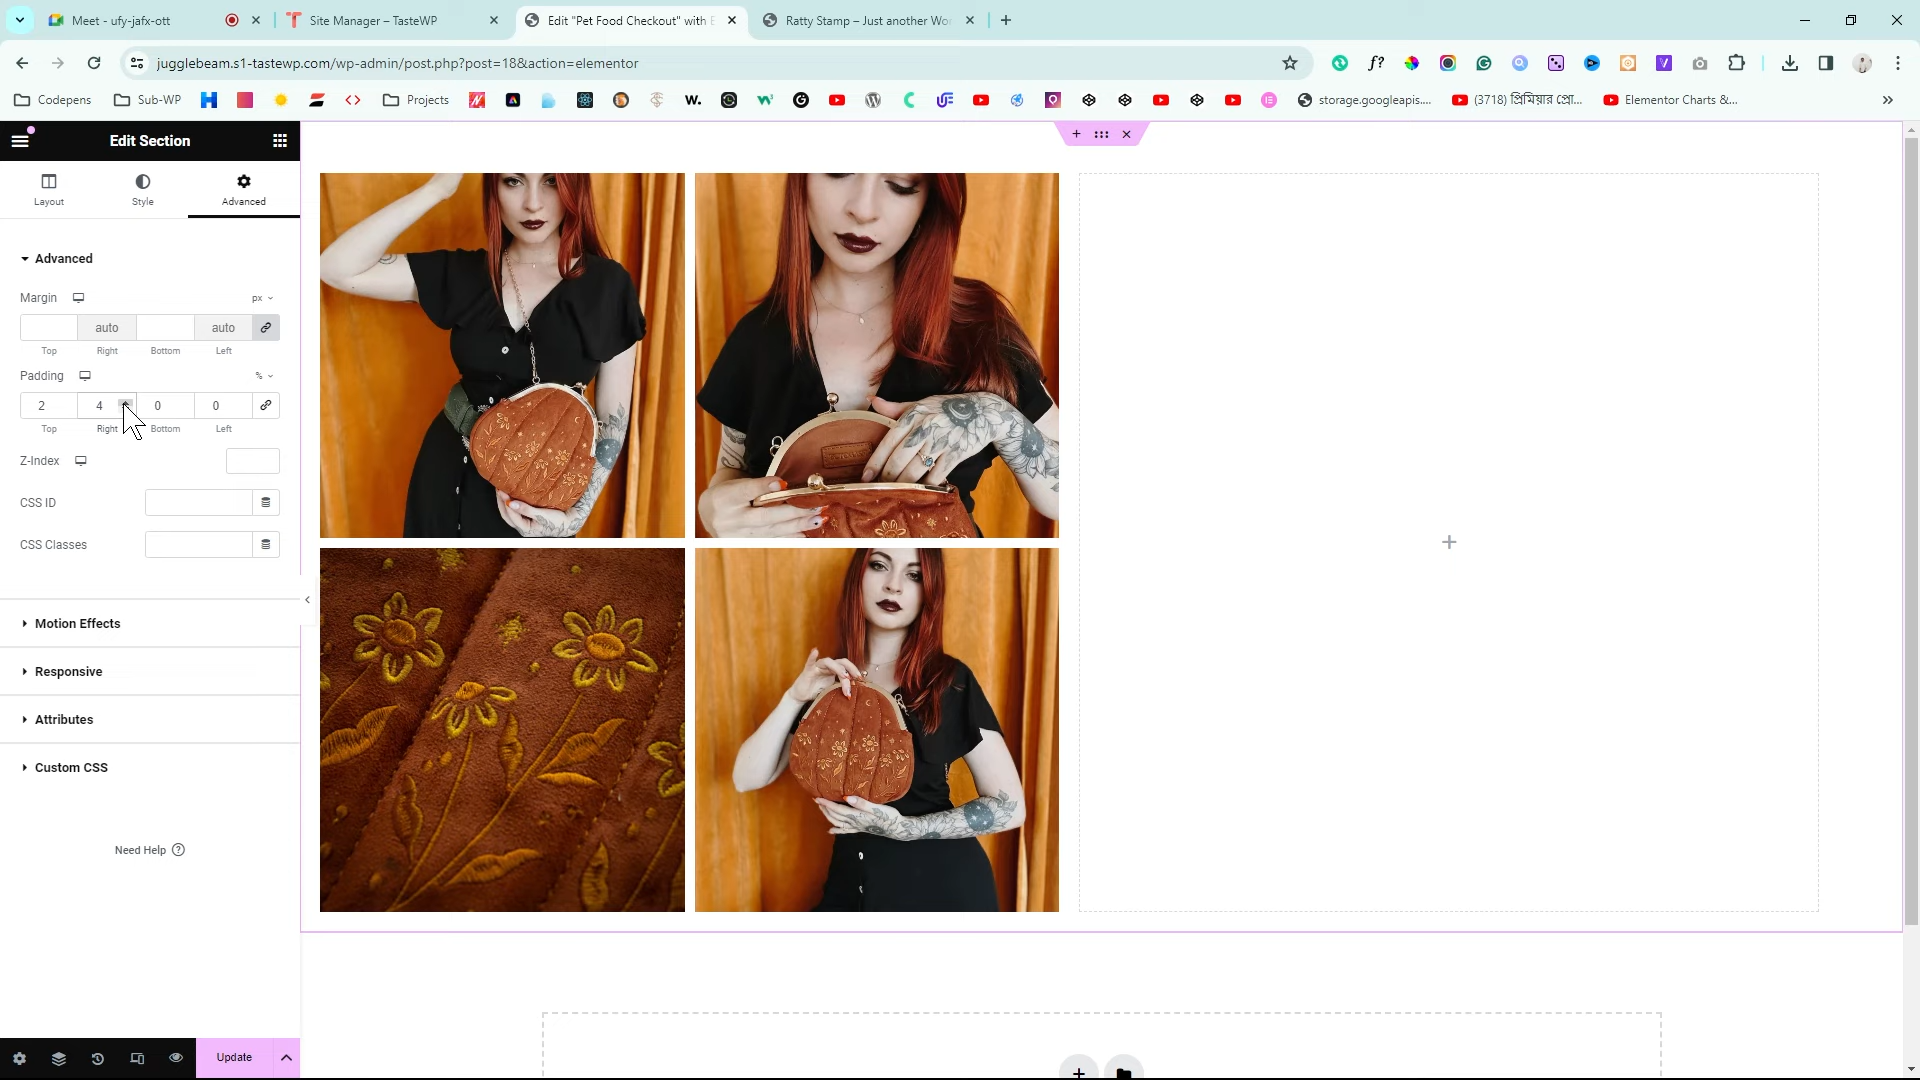 Meet - ufy-jafx-ott
Site Manager – TasteWP
Edit "Pet Food Checkout" with E
Ratty Stamp – Just another Wo
jugglebeam.s1-tastewp.com/wp-admin/post.php?post=18&action=elementor
f?
Codepens
Sub-WP
Projects
storage.googleapis....
(3718) প্রিমিয়ার প্রো...
Elementor Charts &...
Edit Section
Layout
Style
Advanced
Advanced
Margin
px
auto
auto
Top
Right
Bottom
Left
Padding
%
2
4
0
0
Top
Right
Bottom
Left
Z-Index
CSS ID
CSS Classes
Motion Effects
Responsive
Attributes
Custom CSS
Need Help
Update